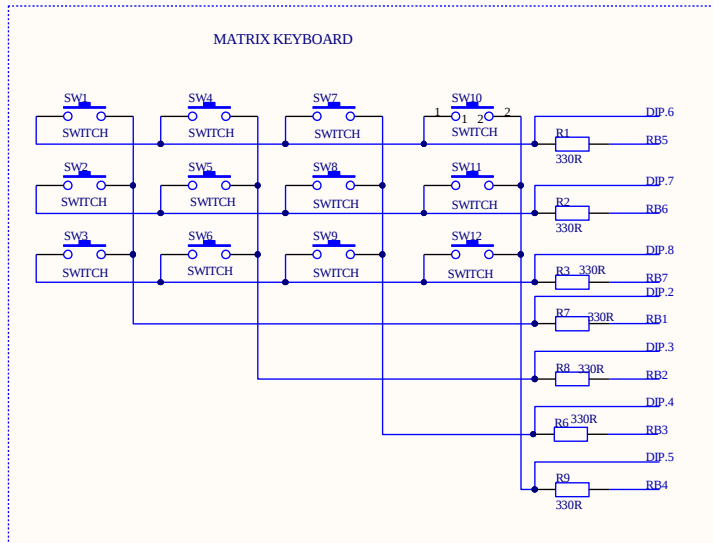 MATRIX KEYBOARD
SW1 SW4 SW7 SW10
1 1 2 2
SWITCH SWITCH SWITCH SWITCH
DIP.6
R1 RB5
330R
SW2 SW5 SW8 SW11
SWITCH SWITCH SWITCH SWITCH
DIP.7
R2 RB6
330R
SW3 SW6 SW9 SW12
SWITCH SWITCH SWITCH SWITCH
DIP.8
R3 330R RB7
DIP.2
R7 330R RB1
DIP.3
R8 330R RB2
DIP.4
R6 330R RB3
DIP.5
R9 RB4
330R